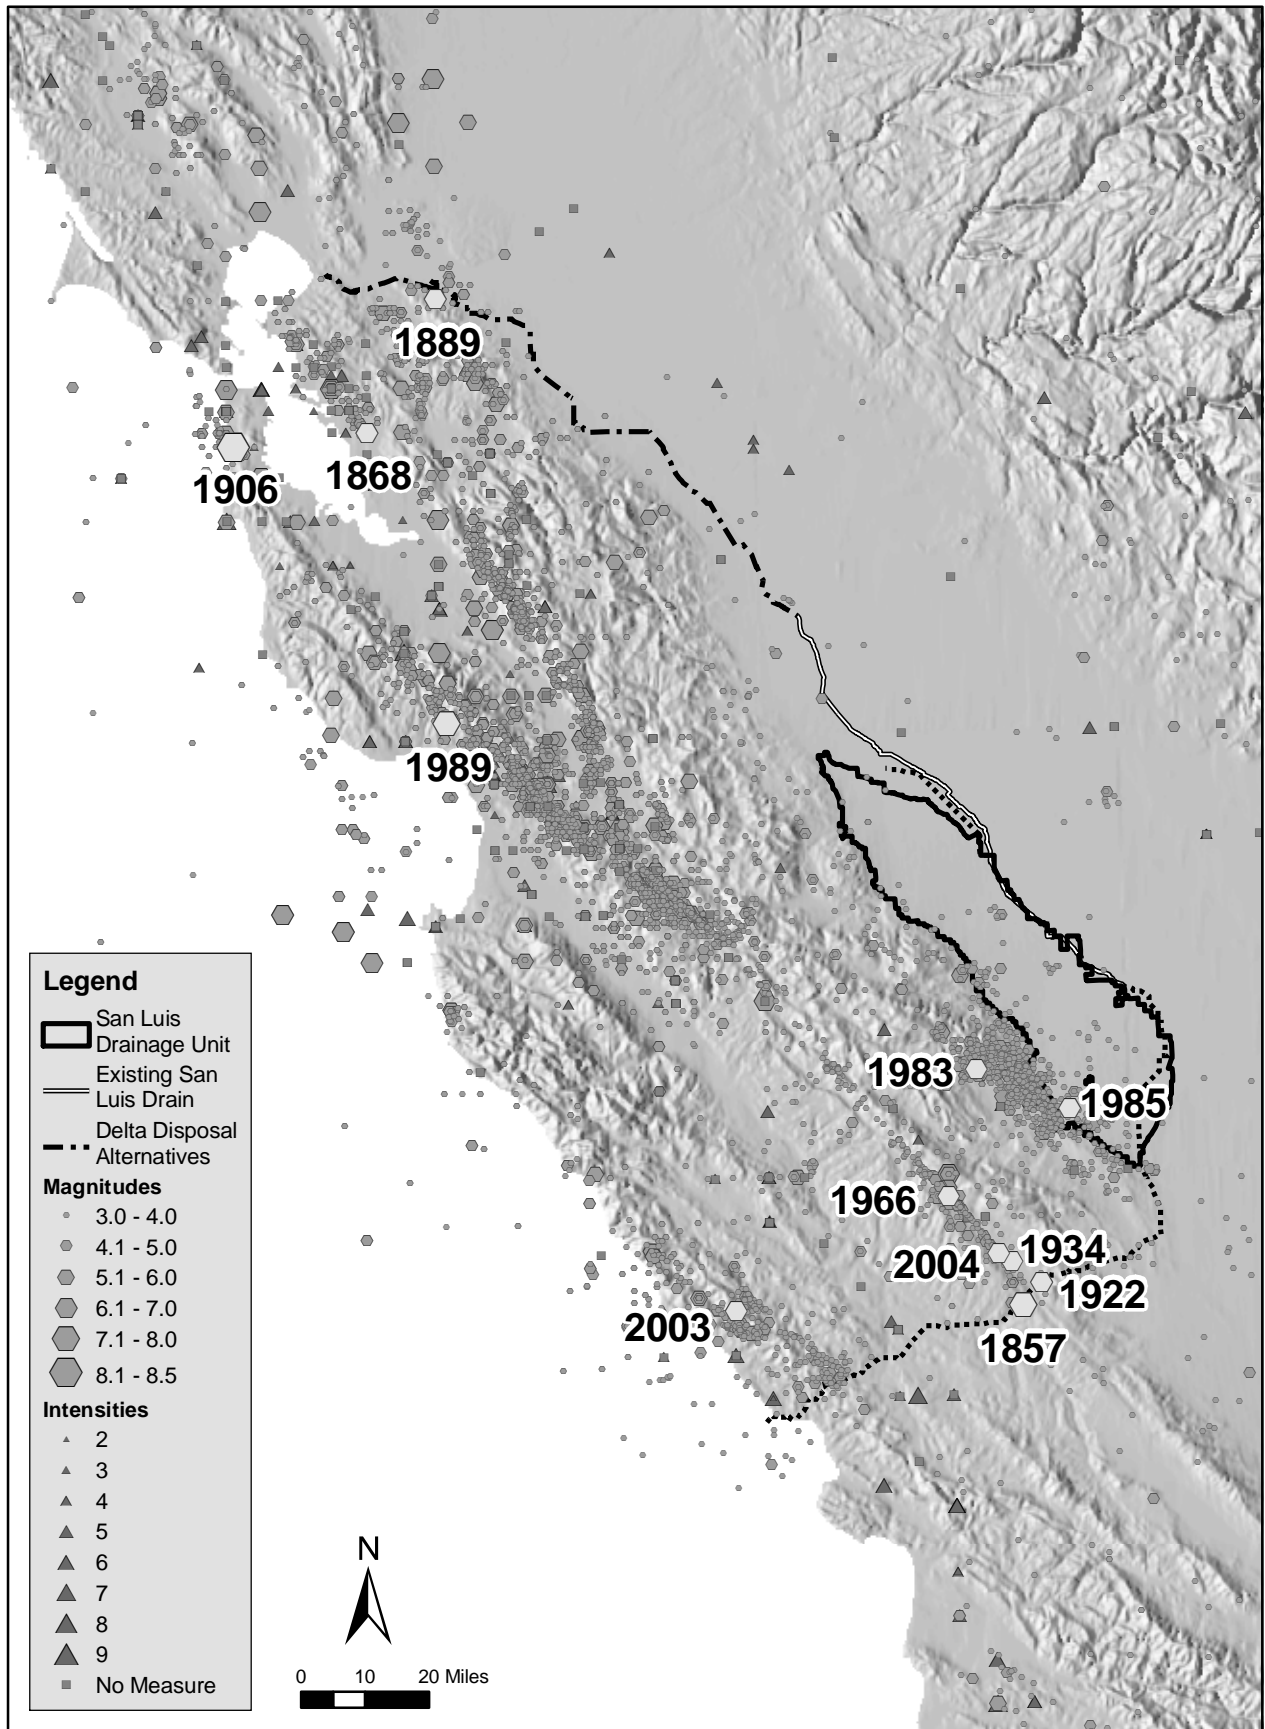 1889
1906
1868
1989
1983
1985
1966
2004
1934
1922
2003
1857
Legend
San Luis
Drainage Unit
Existing San
Luis Drain
Delta Disposal
Alternatives
Magnitudes
3.0 - 4.0
4.1 - 5.0
5.1 - 6.0
6.1 - 7.0
7.1 - 8.0
8.1 - 8.5
Intensities
2
3
4
5
6
7
8
9
No Measure
N
0 10 20 Miles